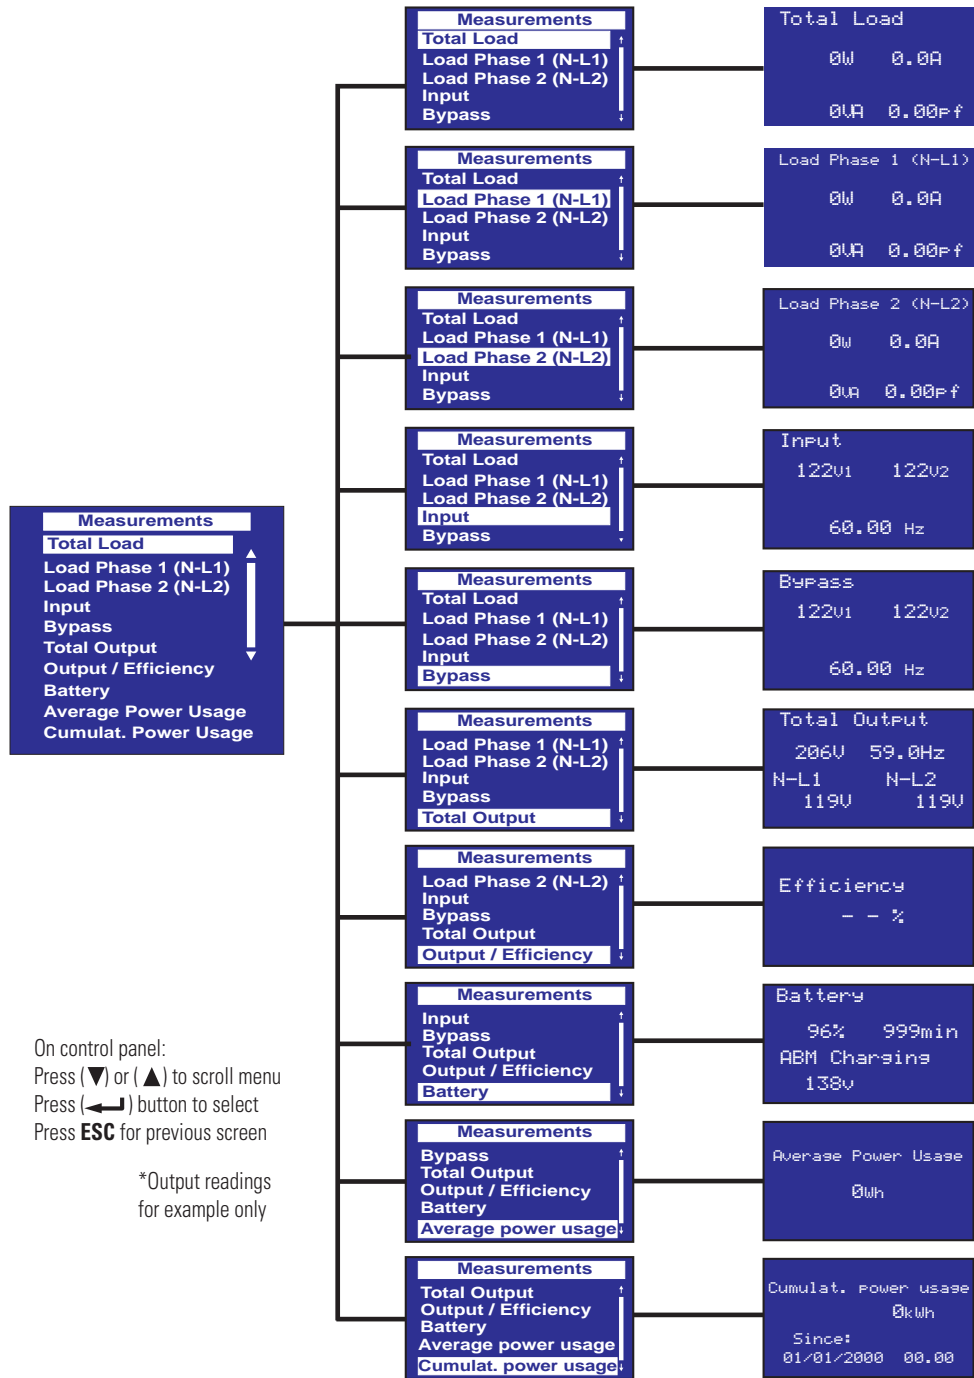 Measurements
Total Load
Load Phase 1 (N-L1)
Load Phase 2 (N-L2)
Input
Bypass
Total Output
Output / Efficiency
Battery
Average Power Usage
Cumulat. Power Usage
On control panel:
Press (▼) or (▲) to scroll menu
Press (⟵) button to select
Press ESC for previous screen
*Output readings
for example only
Measurements
Total Load
Load Phase 1 (N-L1)
Load Phase 2 (N-L2)
Input
Bypass
Total Load
0W 0.0A
0VA 0.00pf
Measurements
Total Load
Load Phase 1 (N-L1)
Load Phase 2 (N-L2)
Input
Bypass
Load Phase 1 (N-L1)
0W 0.0A
0VA 0.00pf
Measurements
Total Load
Load Phase 1 (N-L1)
Load Phase 2 (N-L2)
Input
Bypass
Load Phase 2 (N-L2)
0W 0.0A
0VA 0.00pf
Measurements
Total Load
Load Phase 1 (N-L1)
Load Phase 2 (N-L2)
Input
Bypass
Input
122V1 122V2
60.00 Hz
Measurements
Total Load
Load Phase 1 (N-L1)
Load Phase 2 (N-L2)
Input
Bypass
Bypass
122V1 122V2
60.00 Hz
Measurements
Load Phase 1 (N-L1)
Load Phase 2 (N-L2)
Input
Bypass
Total Output
Total Output
206V 59.0Hz
N-L1 N-L2
119V 119V
Measurements
Load Phase 2 (N-L2)
Input
Bypass
Total Output
Output / Efficiency
Efficiency
- - %
Measurements
Input
Bypass
Total Output
Output / Efficiency
Battery
Battery
96% 999min
ABM Charging
138v
Measurements
Bypass
Total Output
Output / Efficiency
Battery
Average power usage
Average Power Usage
0Wh
Measurements
Total Output
Output / Efficiency
Battery
Average power usage
Cumulat. power usage
Cumulat. power usage
0kWh
Since:
01/01/2000 00.00